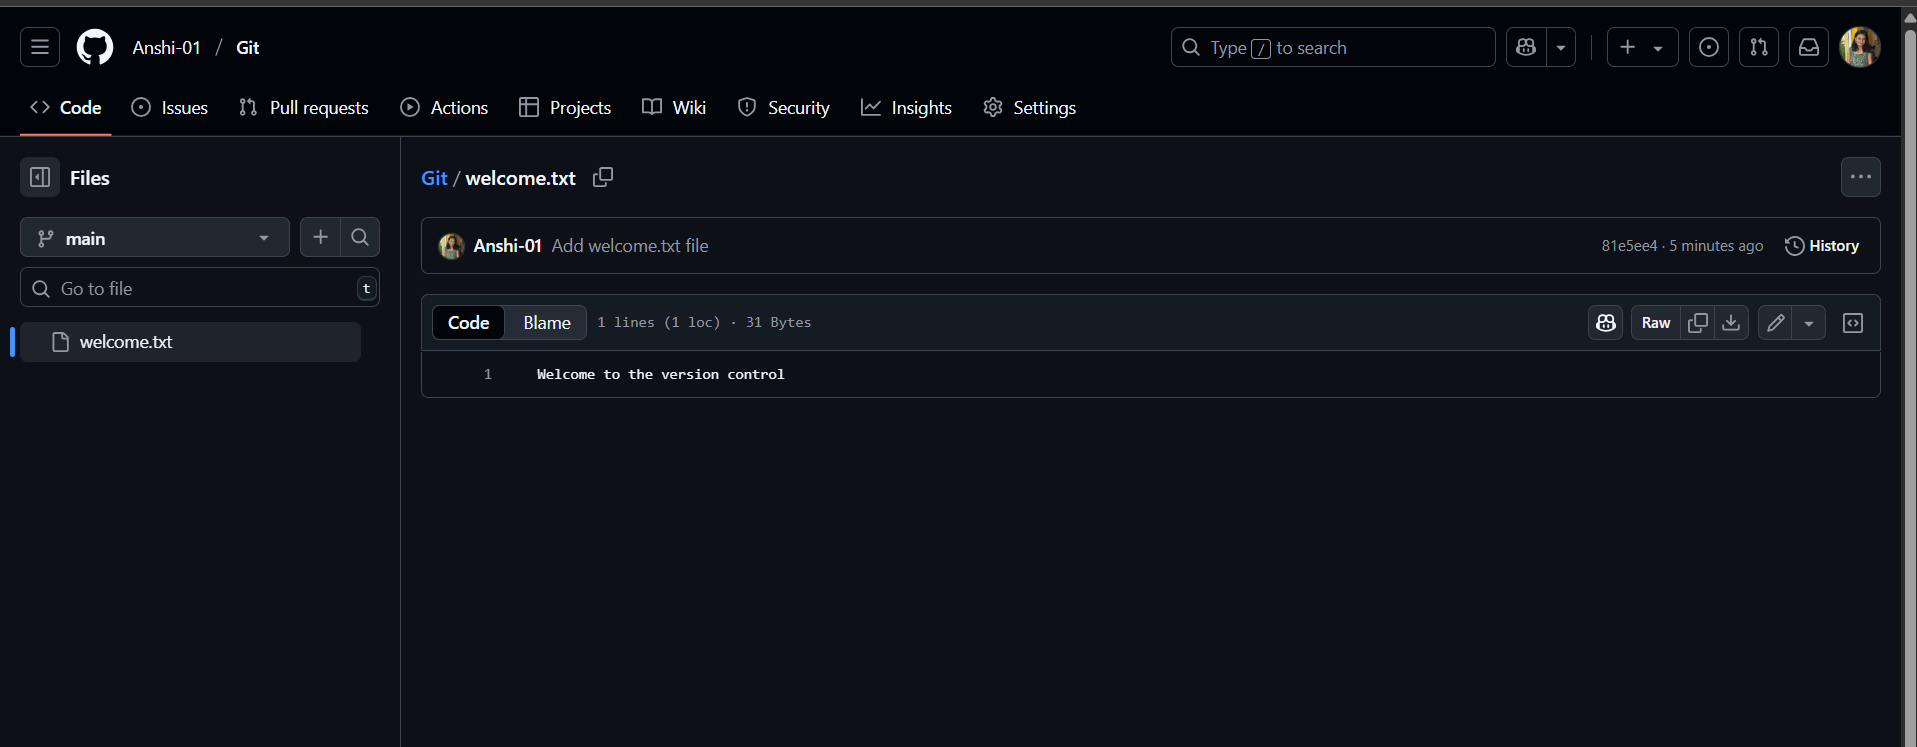 Anshi-01 / Git
Type / to search
Code Issues Pull requests Actions Projects Wiki Security Insights Settings
Files
main
Go to file t
welcome.txt
Git / welcome.txt
Anshi-01 Add welcome.txt file 81e5ee4 · 5 minutes ago History
Code Blame 1 lines (1 loc) · 31 Bytes Raw
1 Welcome to the version control